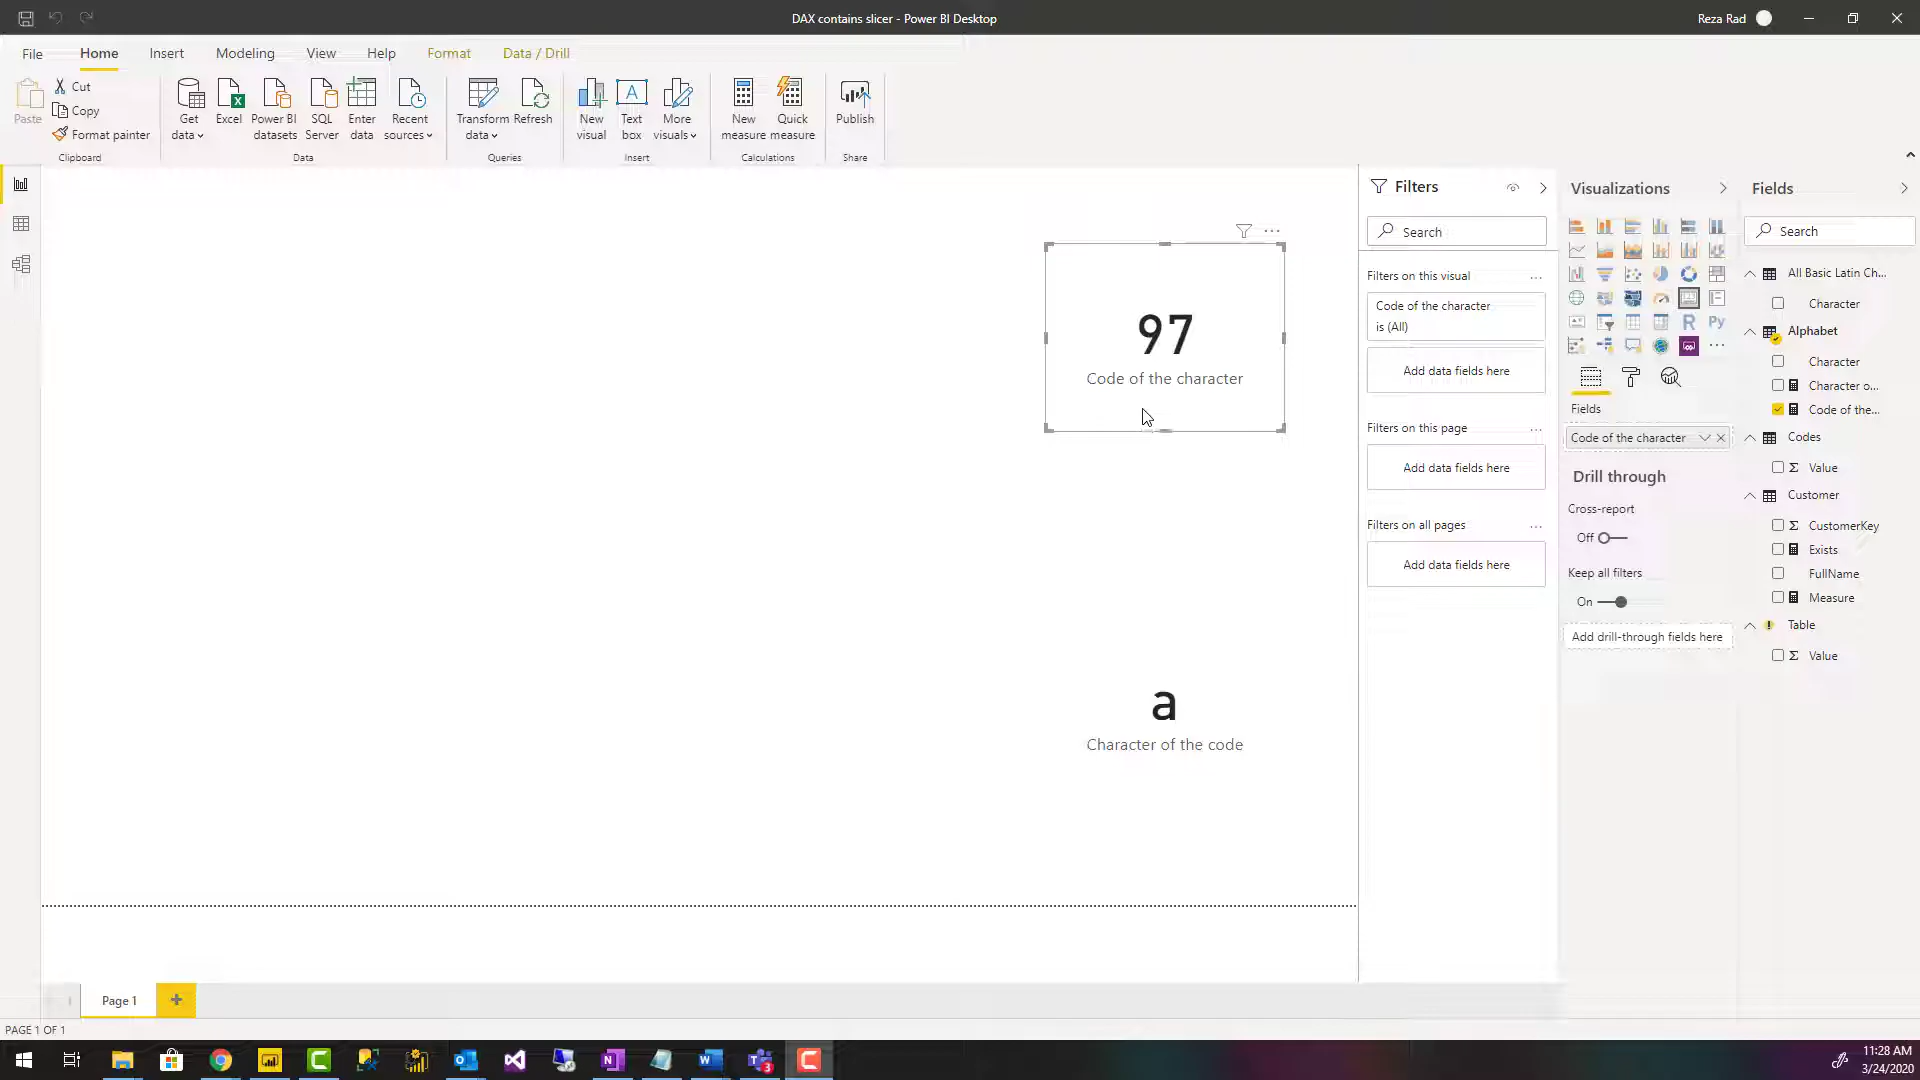 DAX contains slicer - Power BI Desktop
Reza Rad
File
Home
Insert
Modeling
View
Help
Format
Data / Drill
Paste
Cut
Copy
Format painter
Clipboard
Get
data
Excel
Power BI
datasets
SQL
Server
Enter
data
Recent
sources
Data
Transform
data
Refresh
Queries
New
visual
A
Text
box
More
visuals
Insert
New
measure
Quick
measure
Calculations
Publish
Share
97
Code of the character
a
Character of the code
Filters
Search
Filters on this visual
...
Code of the character
is (All)
Add data fields here
Filters on this page
...
Add data fields here
Filters on all pages
...
Add data fields here
Visualizations
R
Py
Fields
Code of the character
Drill through
Cross-report
Off
Keep all filters
On
Add drill-through fields here
Fields
Search
All Basic Latin Ch...
Character
Alphabet
Character
Character o...
Code of the...
Codes
Σ Value
Customer
Σ CustomerKey
Exists
FullName
Measure
Table
Σ Value
Page 1
PAGE 1 OF 1
11:28 AM
3/24/2020